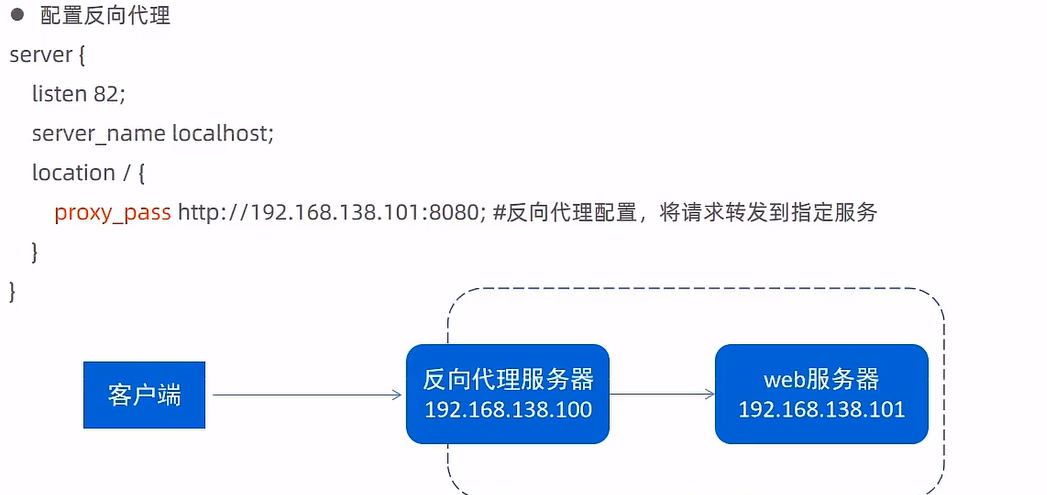 ● 配置反向代理
server {
listen 82;
server_name localhost;
location / {
proxy_pass http://192.168.138.101:8080; #反向代理配置，将请求转发到指定服务
}
}
客户端
反向代理服务器
192.168.138.100
web服务器
192.168.138.101